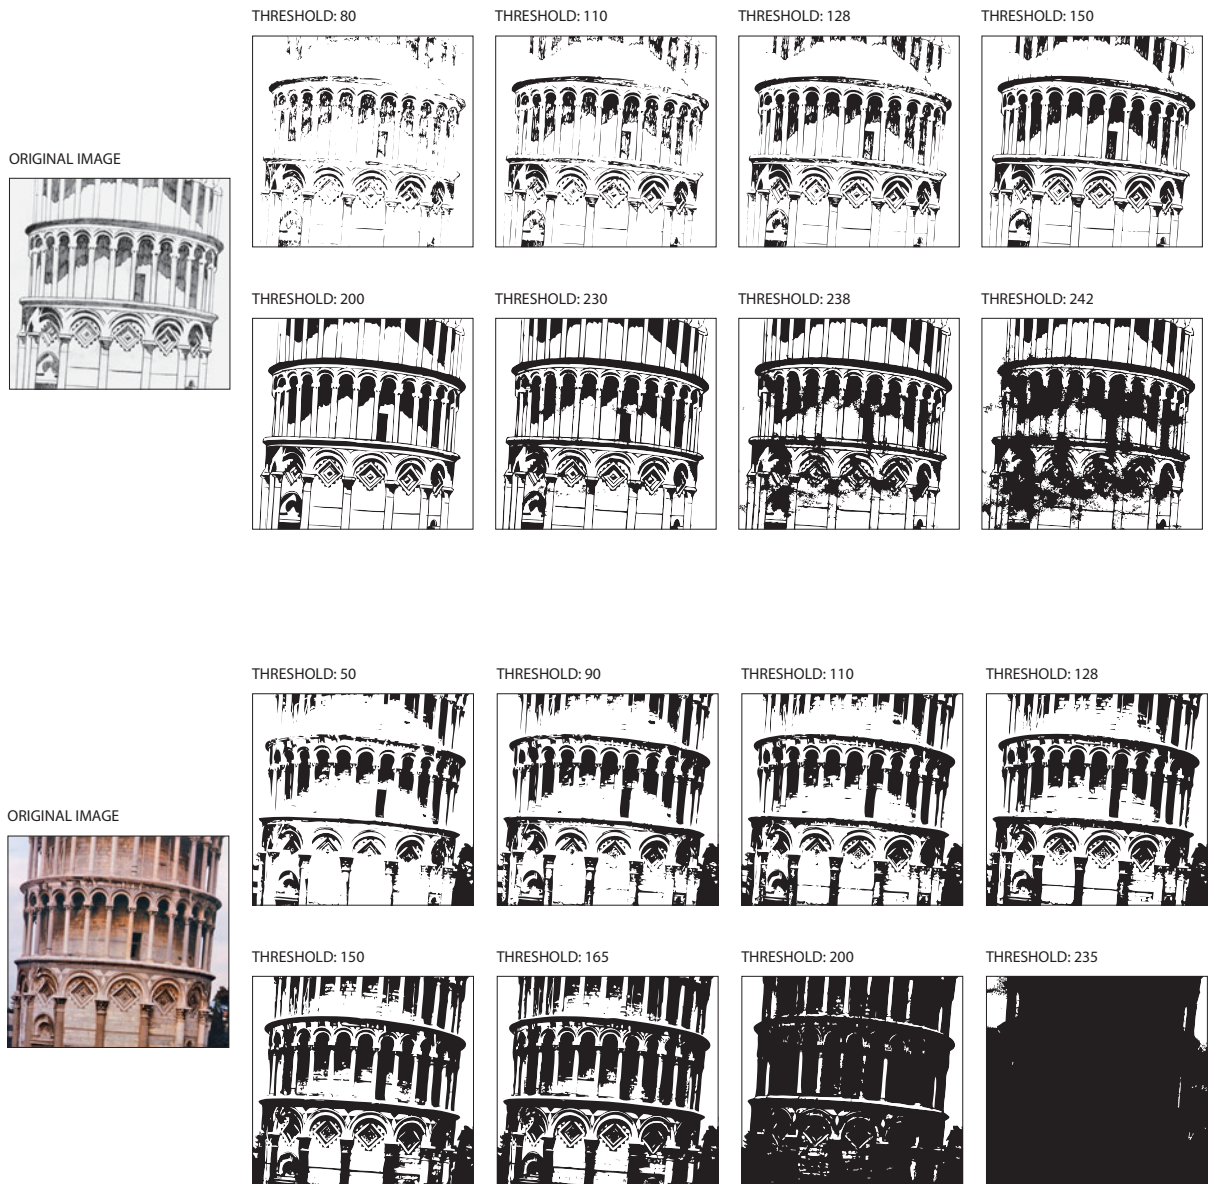 THRESHOLD: 80
THRESHOLD: 110
THRESHOLD: 128
THRESHOLD: 150
ORIGINAL IMAGE
THRESHOLD: 200
THRESHOLD: 230
THRESHOLD: 238
THRESHOLD: 242
THRESHOLD: 50
THRESHOLD: 90
THRESHOLD: 110
THRESHOLD: 128
ORIGINAL IMAGE
THRESHOLD: 150
THRESHOLD: 165
THRESHOLD: 200
THRESHOLD: 235